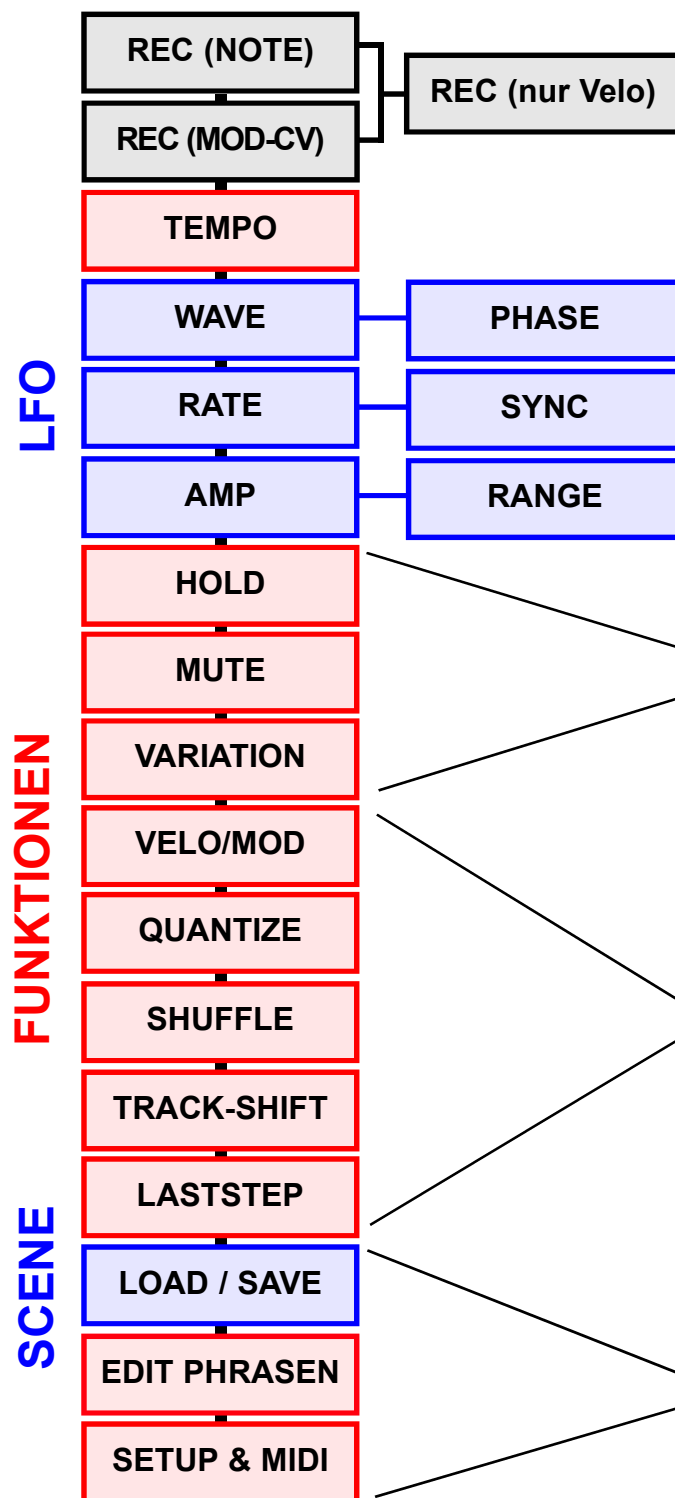 REC (NOTE)
REC (nur Velo)
REC (MOD-CV)
TEMPO
LFO
WAVE
PHASE
RATE
SYNC
AMP
RANGE
FUNKTIONEN
HOLD
MUTE
VARIATION
VELO/MOD
QUANTIZE
SHUFFLE
TRACK-SHIFT
LASTSTEP
SCENE
LOAD / SAVE
EDIT PHRASEN
SETUP & MIDI